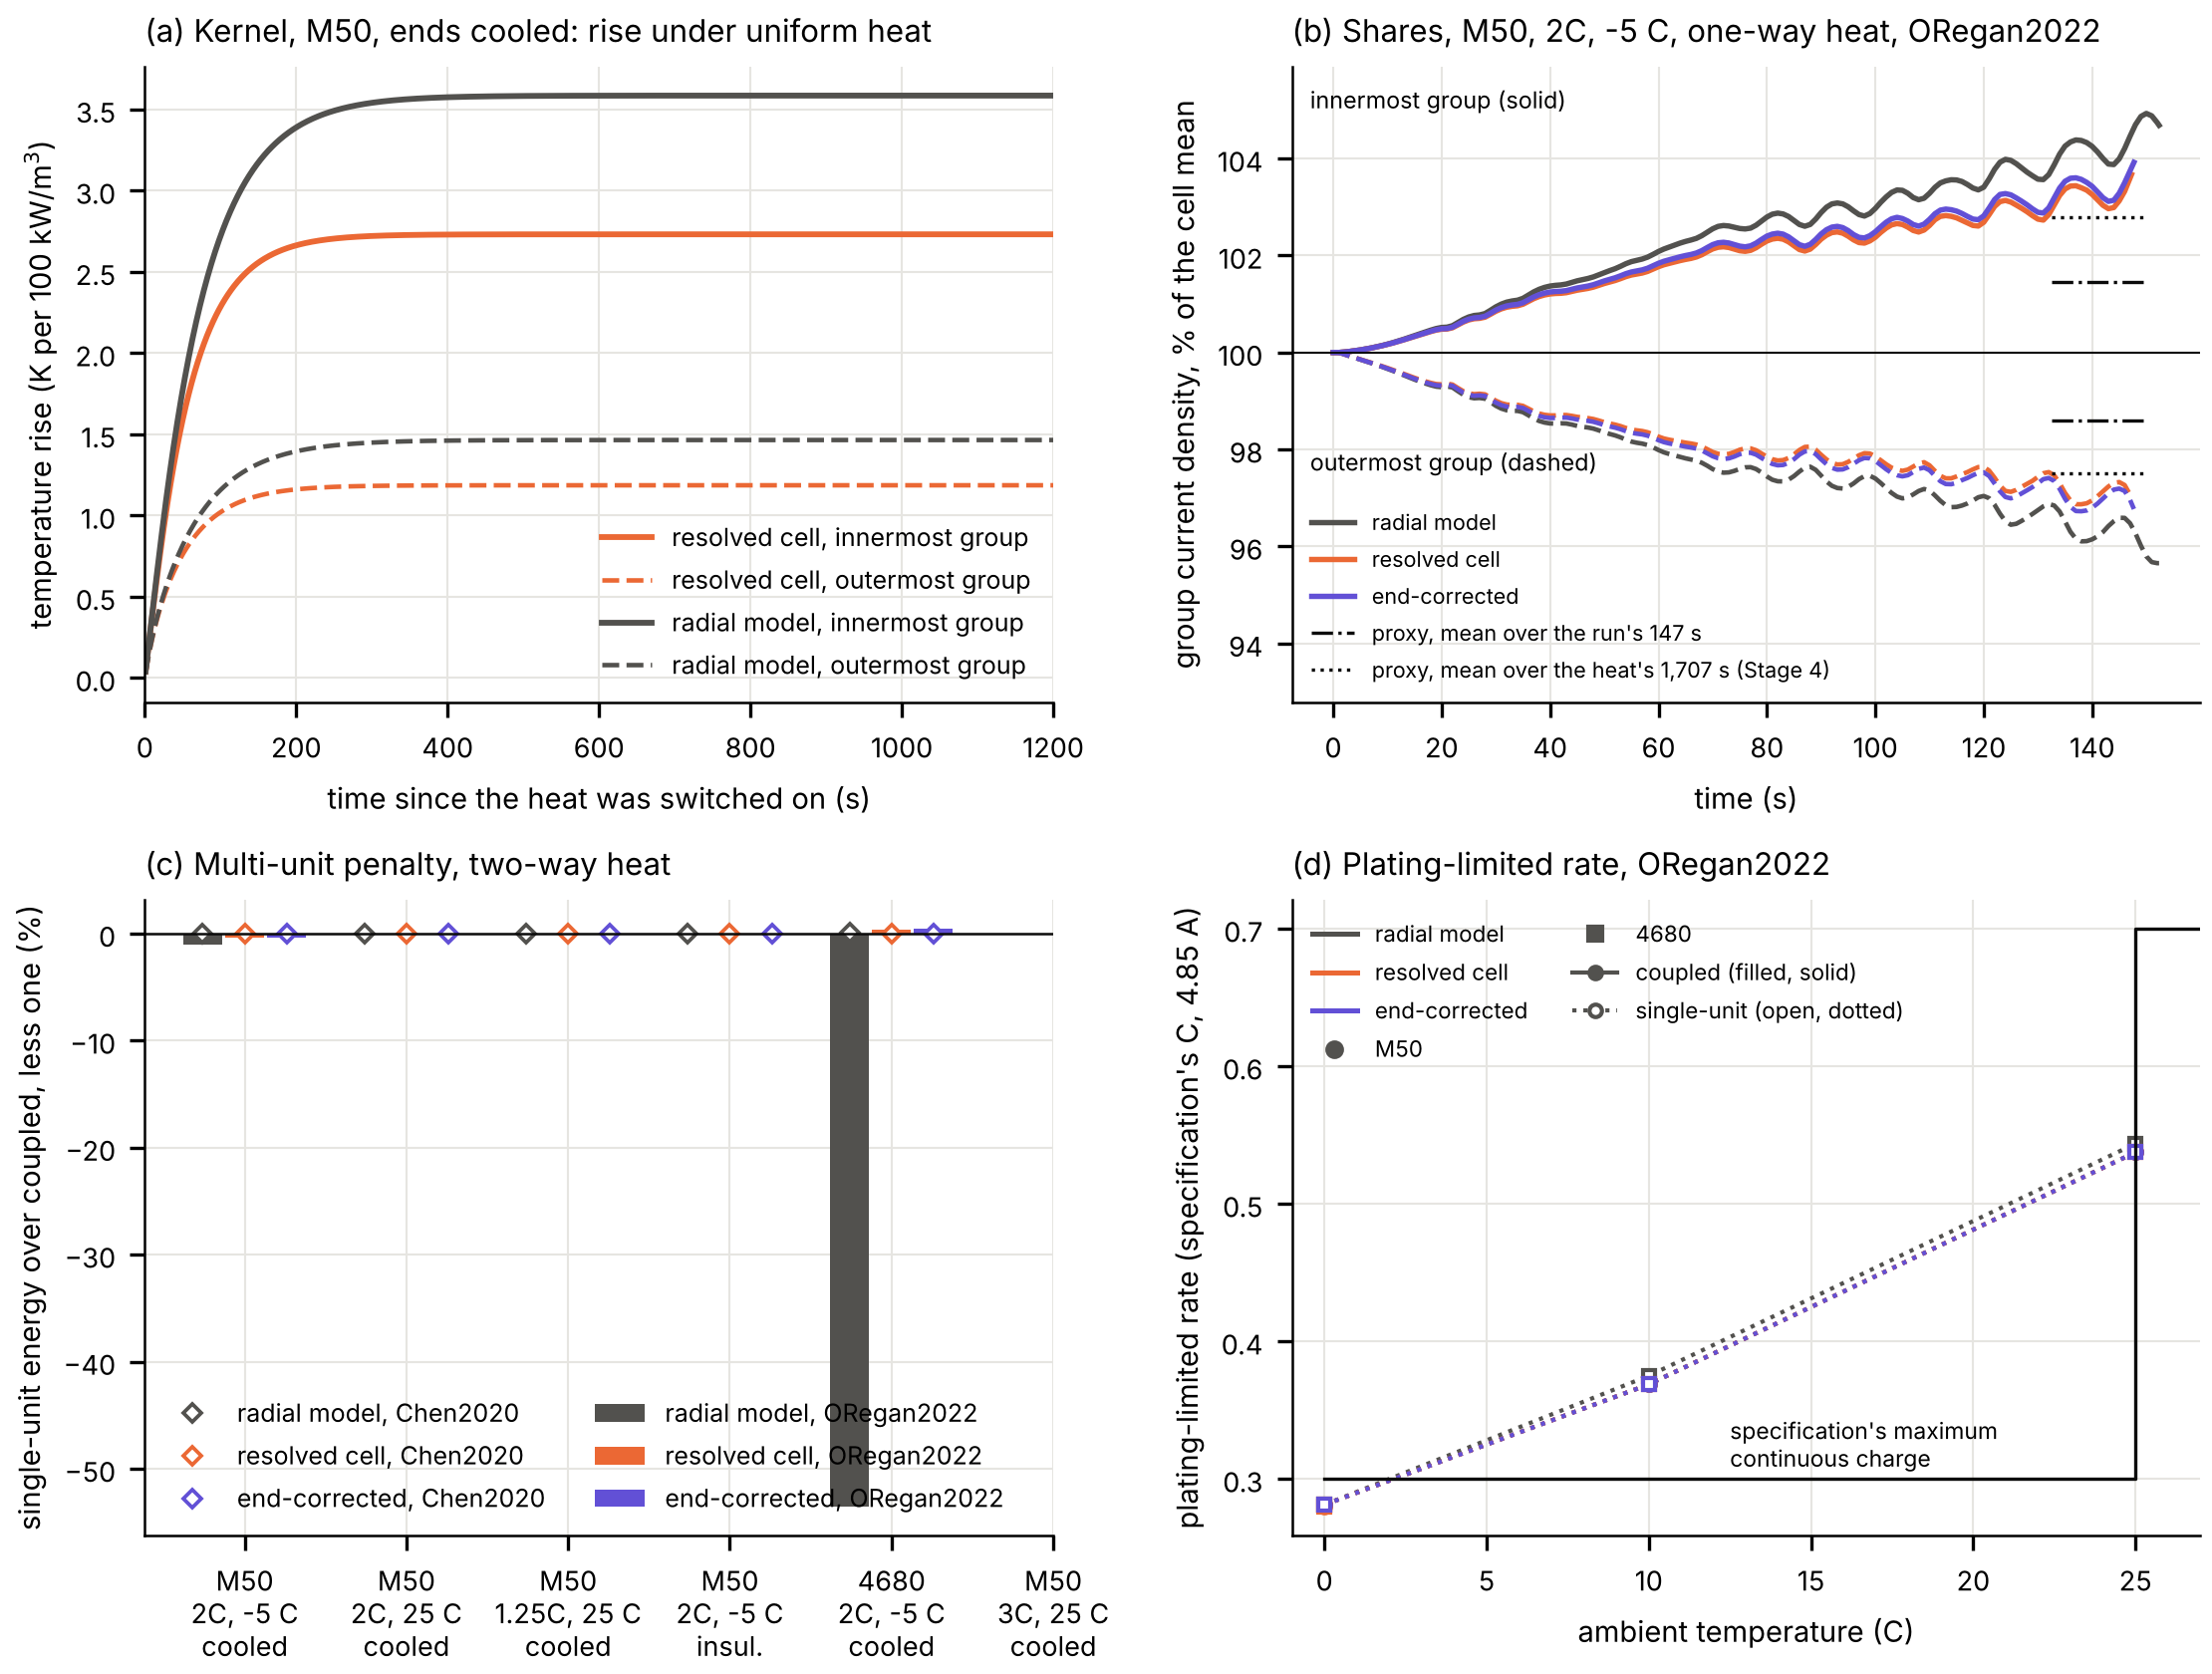 (a) Kernel, M50, ends cooled: rise under uniform heat
temperature rise (K per 100 kW/m³)
3.5
3.0
2.5
2.0
1.5
1.0
0.5
0.0
resolved cell, innermost group
resolved cell, outermost group
radial model, innermost group
radial model, outermost group
0 200 400 600 800 1000 1200
time since the heat was switched on (s)
(b) Shares, M50, 2C, -5 C, one-way heat, ORegan2022
group current density, % of the cell mean
104
102
100
98
96
94
innermost group (solid)
outermost group (dashed)
radial model
resolved cell
end-corrected
proxy, mean over the run's 147 s
proxy, mean over the heat's 1,707 s (Stage 4)
0 20 40 60 80 100 120 140
time (s)
(c) Multi-unit penalty, two-way heat
single-unit energy over coupled, less one (%)
0
−10
−20
−30
−40
−50
radial model, Chen2020
resolved cell, Chen2020
end-corrected, Chen2020
radial model, ORegan2022
resolved cell, ORegan2022
end-corrected, ORegan2022
M50 M50 M50 M50 4680 M50
2C, -5 C 2C, 25 C 1.25C, 25 C 2C, -5 C 2C, -5 C 3C, 25 C
cooled cooled cooled insul. cooled cooled
(d) Plating-limited rate, ORegan2022
plating-limited rate (specification's C, 4.85 A)
0.7
0.6
0.5
0.4
0.3
radial model
resolved cell
end-corrected
M50
4680
coupled (filled, solid)
single-unit (open, dotted)
specification's maximum
continuous charge
0 5 10 15 20 25
ambient temperature (C)